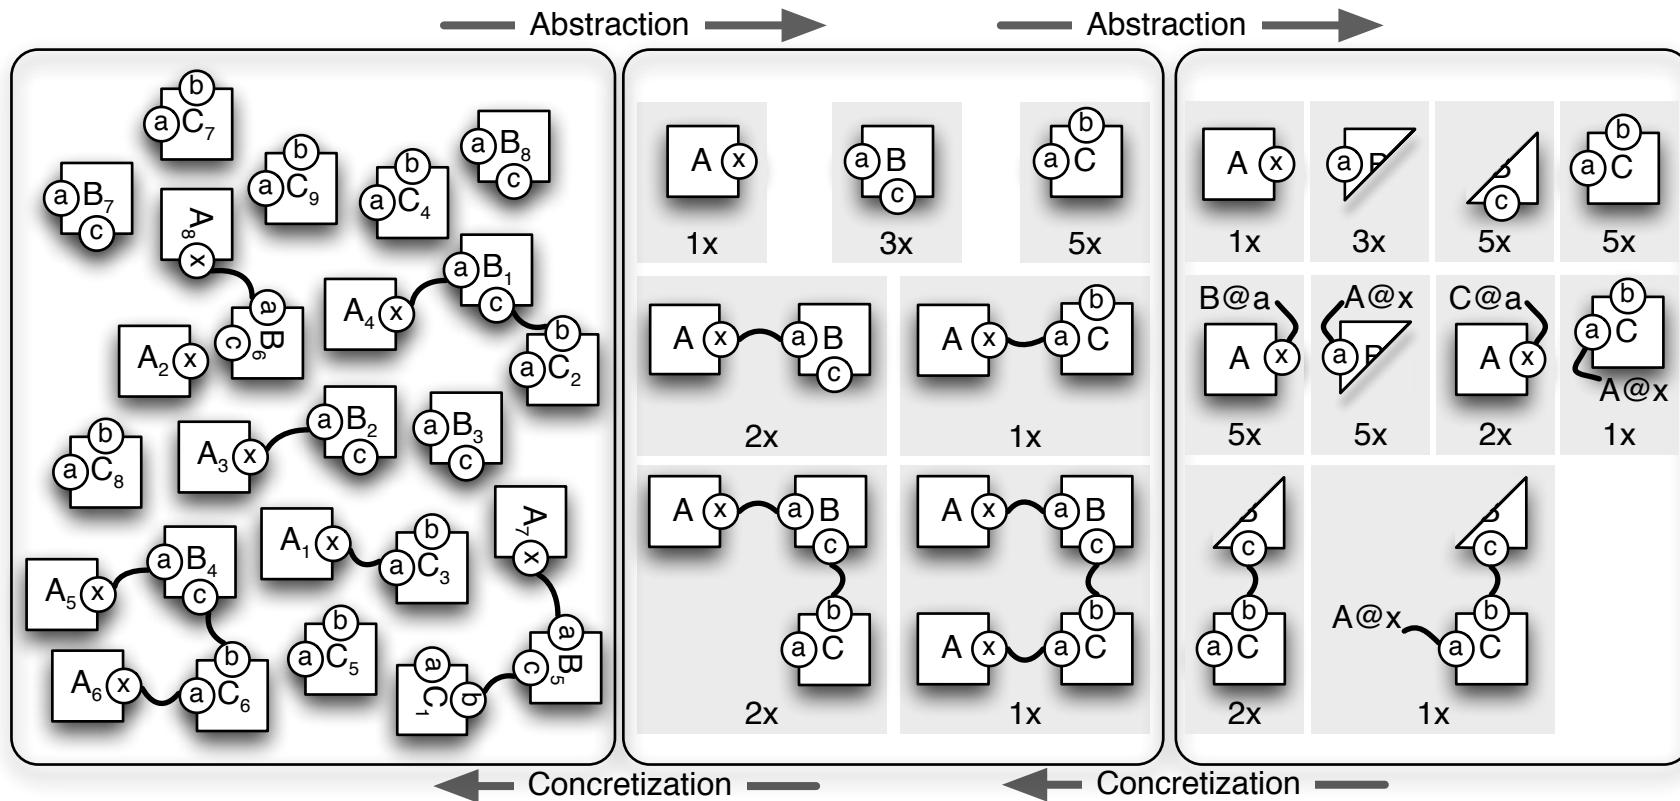 Abstraction
Abstraction
b
a C7
b
a C9
b
a C4
a B8
c
a B7
c
A8
x
a
c B6
A4 x
a B1
c
b
a C2
A2 x
b
a C8
A3 x
a B2
c
a B3
c
A1 x
b
a C3
A7
x
a
c B5
a
C1 b
A5 x
a B4
c
b
a C6
A6 x
b
a C5
A x
1x
a B
c
3x
b
a C
5x
A x a B
c
2x
A x a C
b
1x
A x a B
c
b
a C
2x
A x a B
c
b
A x a C
1x
A x
1x
a B
3x
B
c
5x
b
a C
5x
B@a
A x
5x
A@x
a B
5x
C@a
A x
2x
b
a C
A@x
1x
B
c
b
a C
2x
B
c
b
A@x a C
1x
Concretization
Concretization